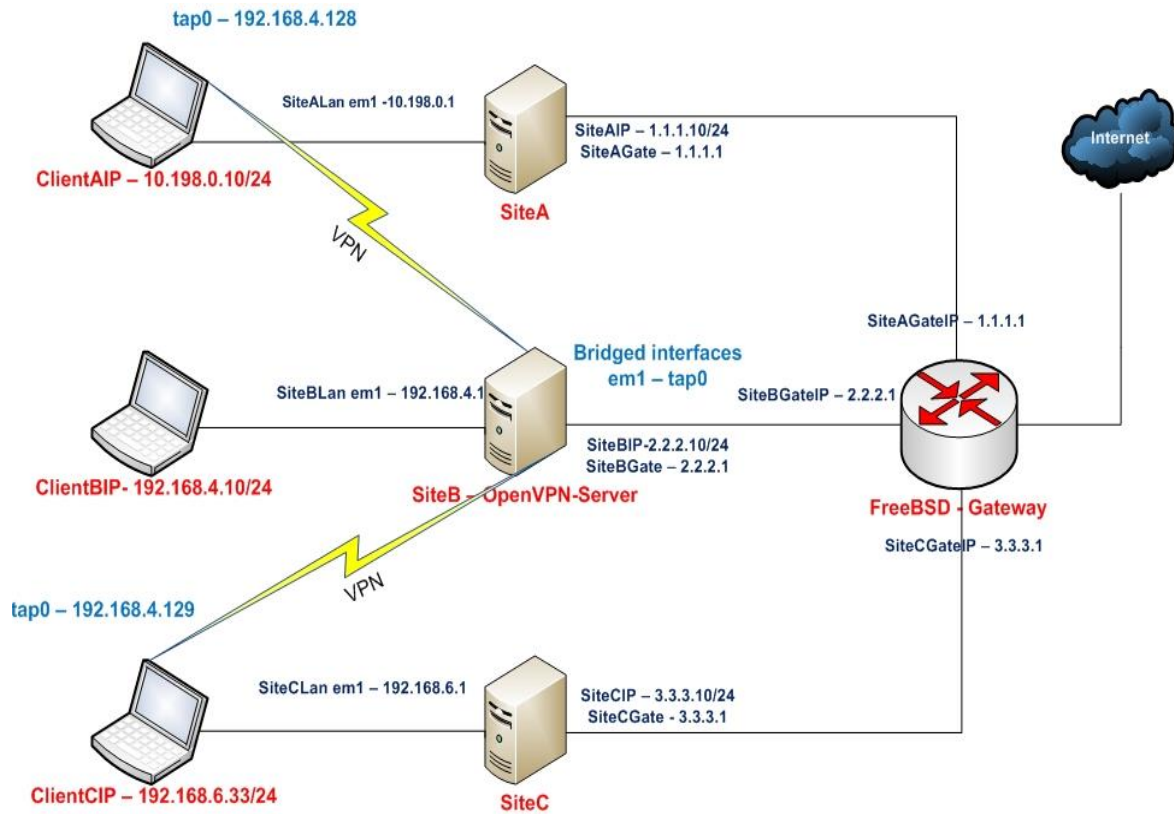 tap0 – 192.168.4.128
SiteALan em1 -10.198.0.1
SiteAIP – 1.1.1.10/24
SiteAGate – 1.1.1.1
Internet
ClientAIP – 10.198.0.10/24
SiteA
VPN
SiteAGateIP – 1.1.1.1
Bridged interfaces
em1 – tap0
SiteBLan em1 – 192.168.4.1
SiteBGateIP – 2.2.2.1
SiteBIP-2.2.2.10/24
SiteBGate – 2.2.2.1
ClientBIP- 192.168.4.10/24
SiteB – OpenVPN-Server
FreeBSD - Gateway
SiteCGateIP – 3.3.3.1
VPN
tap0 – 192.168.4.129
SiteCLan em1 – 192.168.6.1
SiteCIP – 3.3.3.10/24
SiteCGate - 3.3.3.1
ClientCIP – 192.168.6.33/24
SiteC